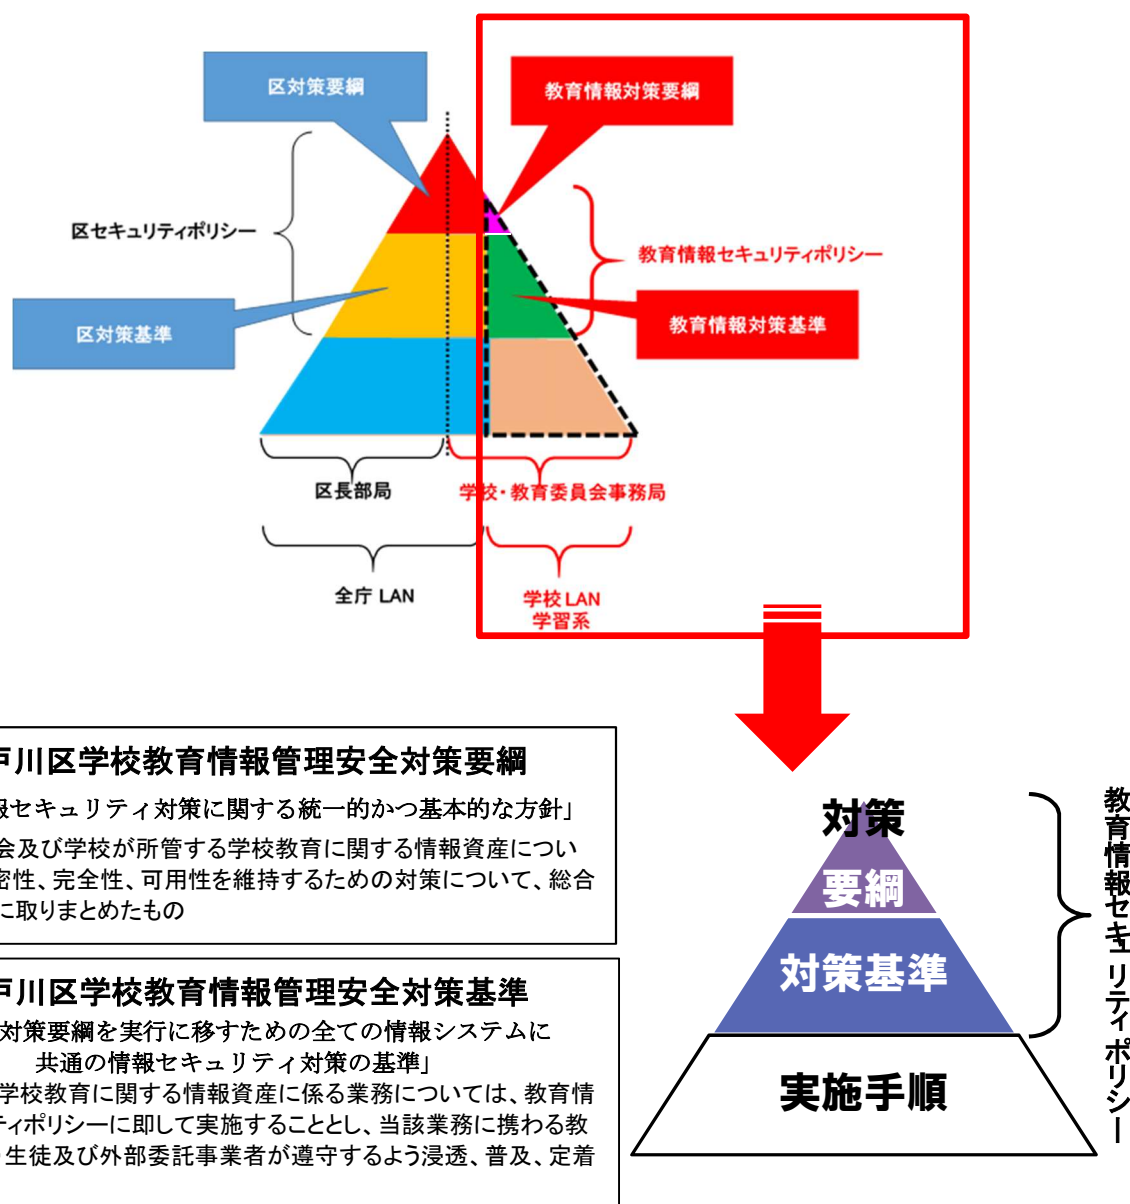 区対策要綱
教育情報対策要綱
区セキュリティポリシー
教育情報セキュリティポリシー
区対策基準
教育情報対策基準
区長部局
学校・教育委員会事務局
全庁 LAN
学校 LAN
学習系
戸川区学校教育情報管理安全対策要綱
報セキュリティ対策に関する統一的かつ基本的な方針」
会及び学校が所管する学校教育に関する情報資産につい
密性、完全性、可用性を維持するための対策について、総合
に取りまとめたもの
戸川区学校教育情報管理安全対策基準
対策要綱を実行に移すための全ての情報システムに
共通の情報セキュリティ対策の基準」
学校教育に関する情報資産に係る業務については、教育情
ティポリシーに即して実施することとし、当該業務に携わる教
生徒及び外部委託事業者が遵守するよう浸透、普及、定着
対策
要綱
対策基準
実施手順
教育情報セキュリティポリシー